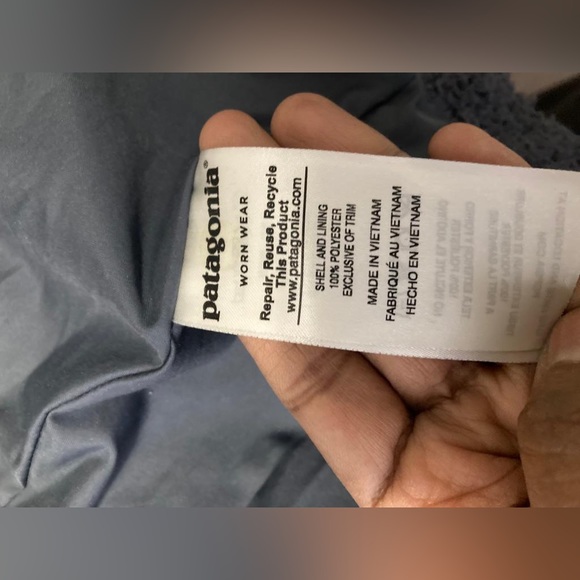 patagonia®
WORN WEAR
Repair, Reuse, Recycle
This Product
www.patagonia.com
SHELL AND LINING
100% POLYESTER
EXCLUSIVE OF TRIM
MADE IN VIETNAM
FABRIQUÉ AU VIETNAM
HECHO EN VIETNAM